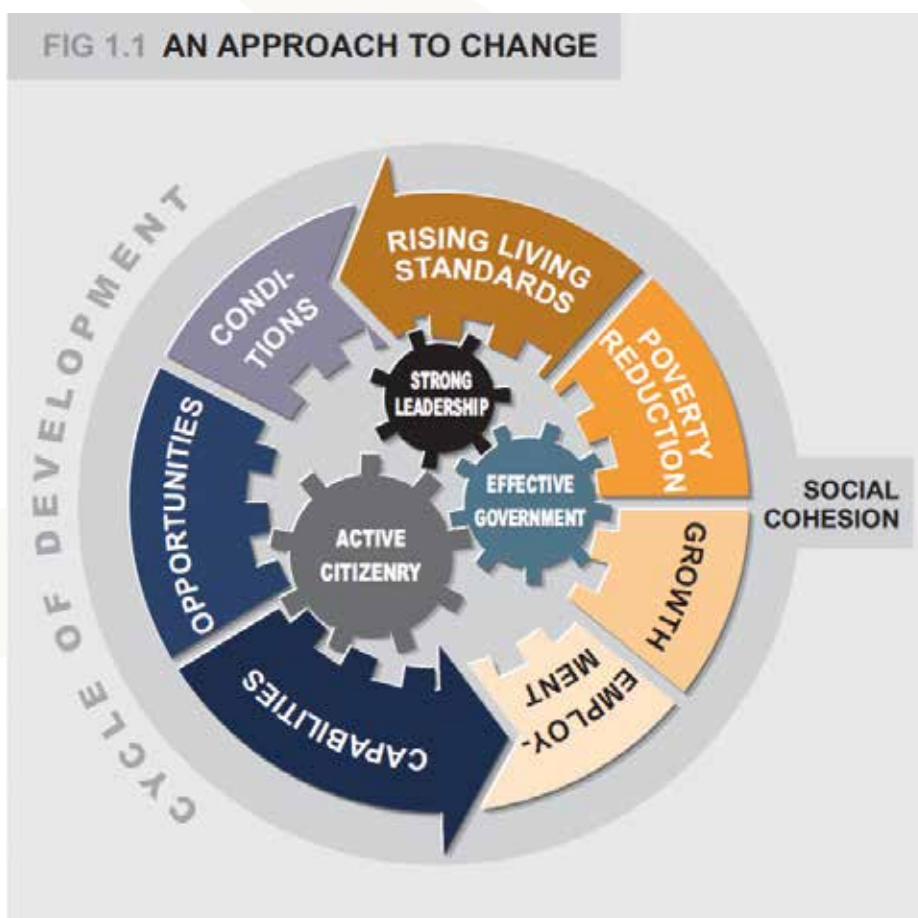 FIG 1.1 AN APPROACH TO CHANGE
CYCLE OF DEVELOPMENT
RISING LIVING
STANDARDS
POVERTY
REDUCTION
GROWTH
EMPLOY-
MENT
CAPABILITIES
OPPORTUNITIES
CONDI-
TIONS
STRONG
LEADERSHIP
EFFECTIVE
GOVERNMENT
ACTIVE
CITIZENRY
SOCIAL
COHESION